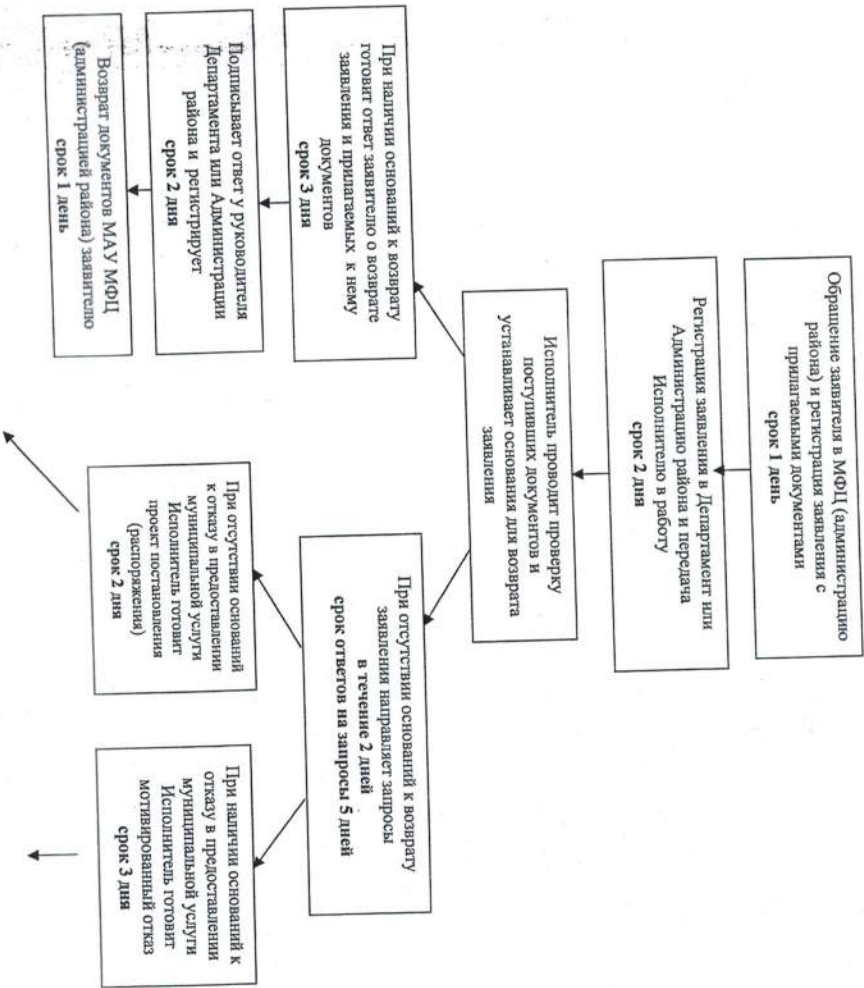 Обращение заявителя в МФЦ (администрацию
района) и регистрация заявления с
прилагаемыми документами
срок 1 день
Регистрация заявления в Департамент или
Администрацию района и передача
Исполнителю в работу
срок 2 дня
Исполнитель проводит проверку
поступивших документов и
устанавливает основания для возврата
заявления
При наличии оснований к возврату
готовит ответ заявителю о возврате
заявления и прилагаемых к нему
документов
срок 3 дня
Подписывает ответ у руководителя
Департамента или Администрации
района и регистрирует
срок 2 дня
Возврат документов МАУ МФЦ
(администрацией района) заявителю
срок 1 день
При отсутствии оснований к возврату
заявления направляет запросы
в течение 2 дней
срок ответов на запросы 5 дней
При отсутствии оснований
к отказу в предоставлении
муниципальной услуги
Исполнитель готовит
проект постановления
(распоряжения)
срок 2 дня
При наличии оснований к
отказу в предоставлении
муниципальной услуги
Исполнитель готовит
мотивированный отказ
срок 3 дня